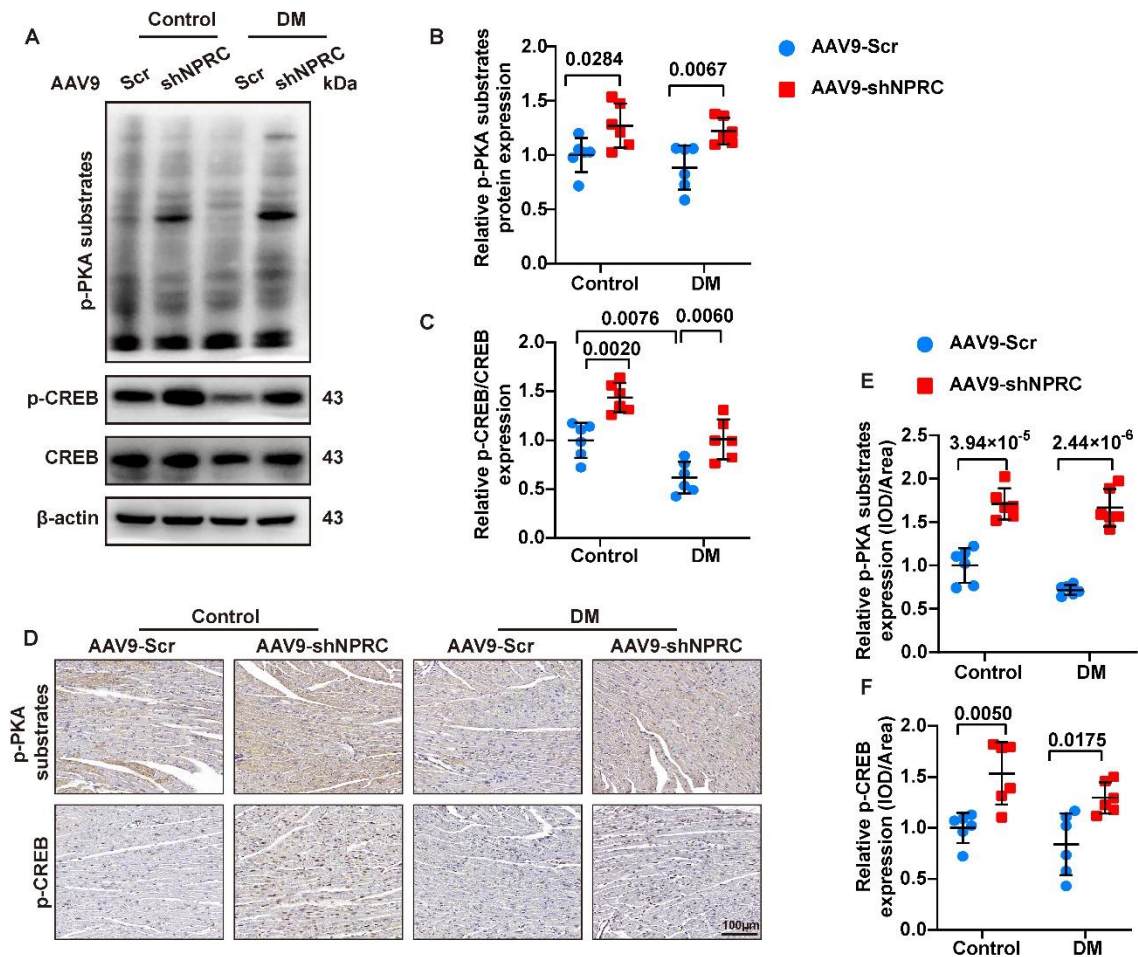 A
Control DM
AAV9 Scr shNPRC Scr shNPRC kDa
p-PKA substrates
p-CREB 43
CREB 43
β-actin 43
B
Relative p-PKA substrates
protein expression
2.0
1.5
1.0
0.5
0.0
0.0284
0.0067
Control DM
AAV9-Scr
AAV9-shNPRC
C
Relative p-CREB/CREB
expression
2.0
1.5
1.0
0.5
0.0
0.0076
0.0060
0.0020
Control DM
D
Control DM
AAV9-Scr AAV9-shNPRC AAV9-Scr AAV9-shNPRC
p-PKA
substrates
p-CREB
100μm
AAV9-Scr
AAV9-shNPRC
E
Relative p-PKA substrates
expression (IOD/Area)
2.5
2.0
1.5
1.0
0.5
0.0
3.94×10-5
2.44×10-6
Control DM
F
Relative p-CREB
expression (IOD/Area)
2.0
1.5
1.0
0.5
0.0
0.0050
0.0175
Control DM